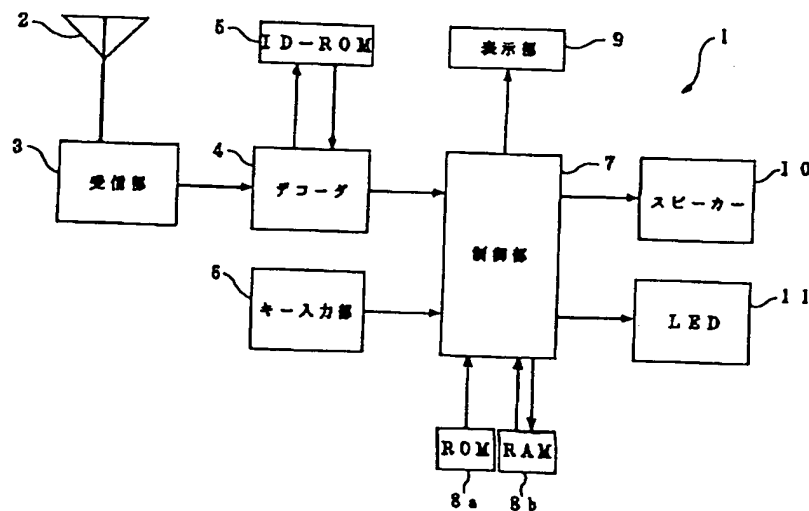 2
5
ID-ROM
表示部
9
1
3
受信部
4
デコーダ
7
制御部
10
スピーカー
6
キー入力部
11
LED
ROM
RAM
8a
8b